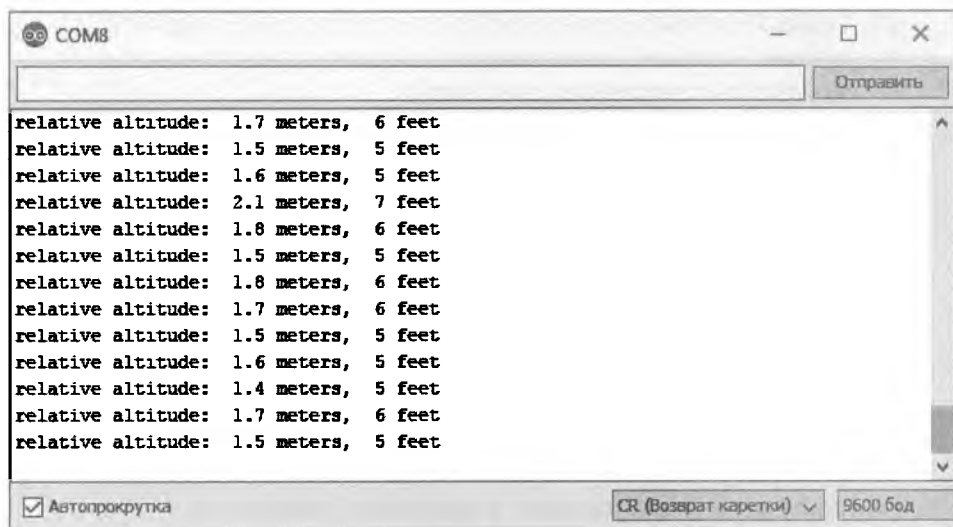 COM8
Отправить
relative altitude:  1.7 meters,  6 feet
relative altitude:  1.5 meters,  5 feet
relative altitude:  1.6 meters,  5 feet
relative altitude:  2.1 meters,  7 feet
relative altitude:  1.8 meters,  6 feet
relative altitude:  1.5 meters,  5 feet
relative altitude:  1.8 meters,  6 feet
relative altitude:  1.7 meters,  6 feet
relative altitude:  1.5 meters,  5 feet
relative altitude:  1.6 meters,  5 feet
relative altitude:  1.4 meters,  5 feet
relative altitude:  1.7 meters,  6 feet
relative altitude:  1.5 meters,  5 feet
Автопрокрутка CR (Возврат каретки) 9600 бод